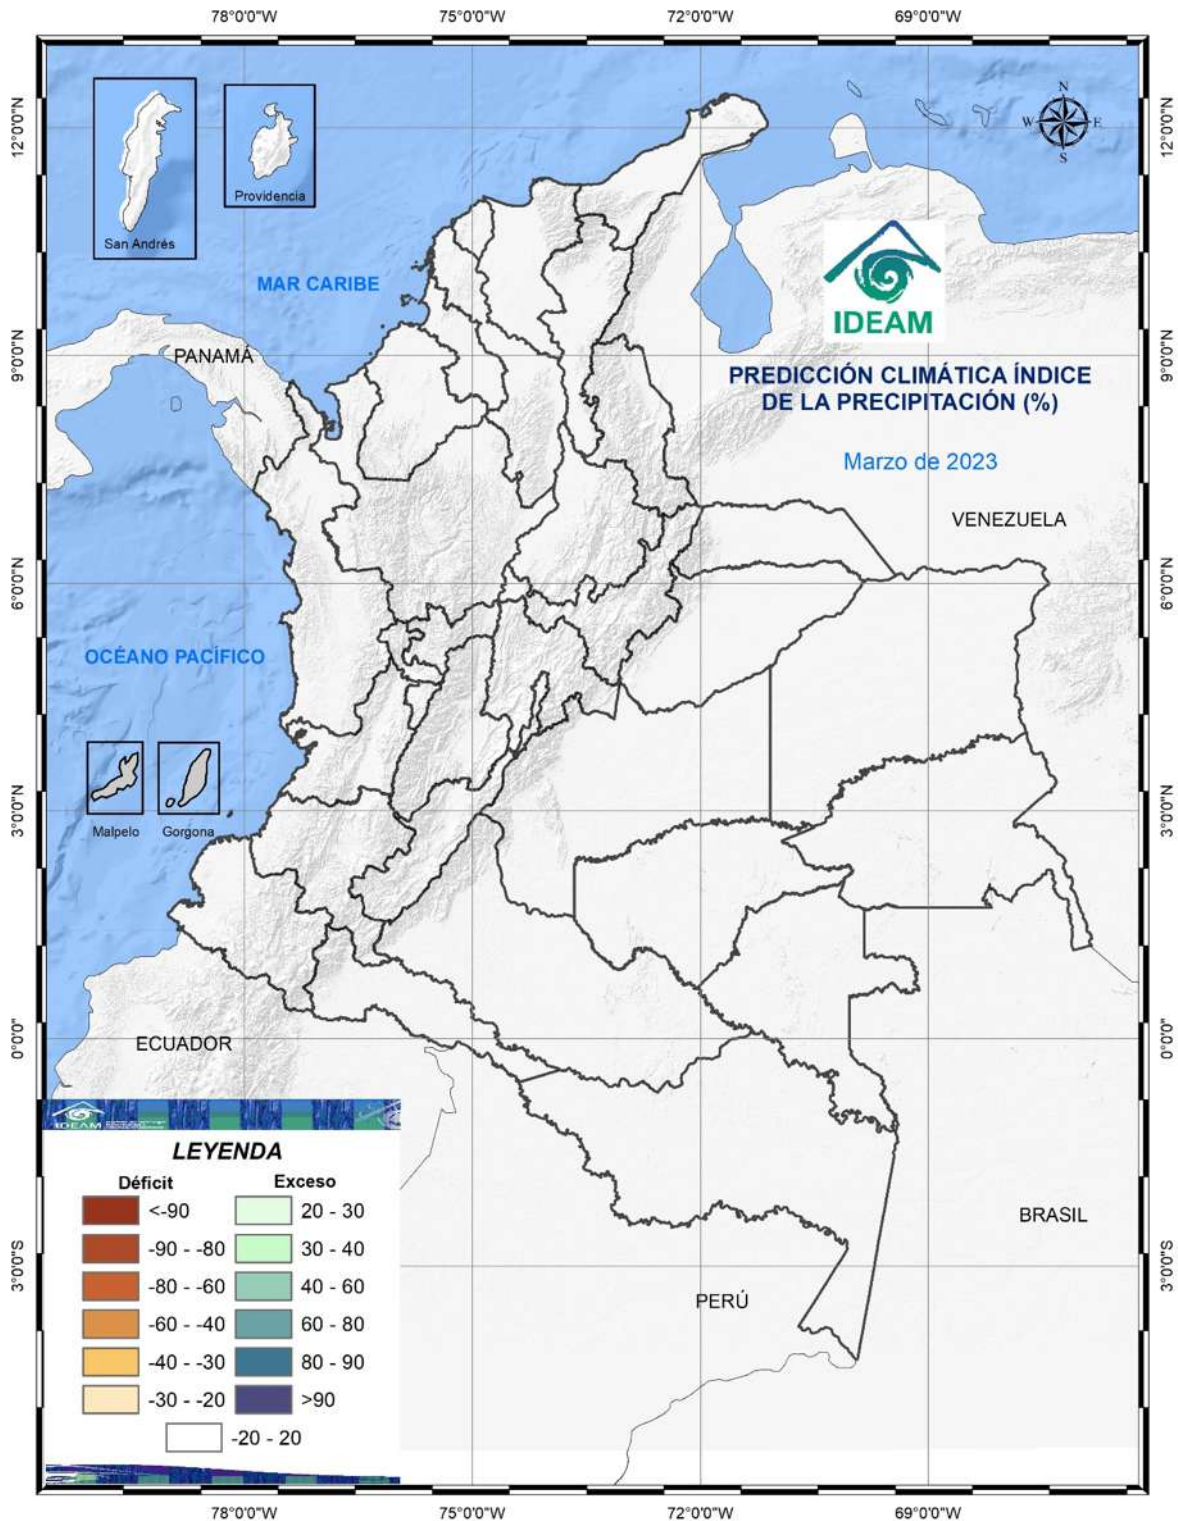 78°0'0"W 75°0'0"W 72°0'0"W 69°0'0"W
12°0'0"N
12°0'0"N
N
W E
S
San Andrés
Providencia
MAR CARIBE
IDEAM
PANAMÁ
9°0'0"N
9°0'0"N
PREDICCIÓN CLIMÁTICA ÍNDICE
DE LA PRECIPITACIÓN (%)
Marzo de 2023
VENEZUELA
6°0'0"N
6°0'0"N
OCÉANO PACÍFICO
3°0'0"N
3°0'0"N
Malpelo
Gorgona
0°0'0"
0°0'0"
ECUADOR
IDEAM
LEYENDA
Déficit Exceso
<-90 20 - 30
-90 - -80 30 - 40
-80 - -60 40 - 60
-60 - -40 60 - 80
-40 - -30 80 - 90
-30 - -20 >90
-20 - 20
BRASIL
3°0'0"S
3°0'0"S
PERÚ
78°0'0"W 75°0'0"W 72°0'0"W 69°0'0"W